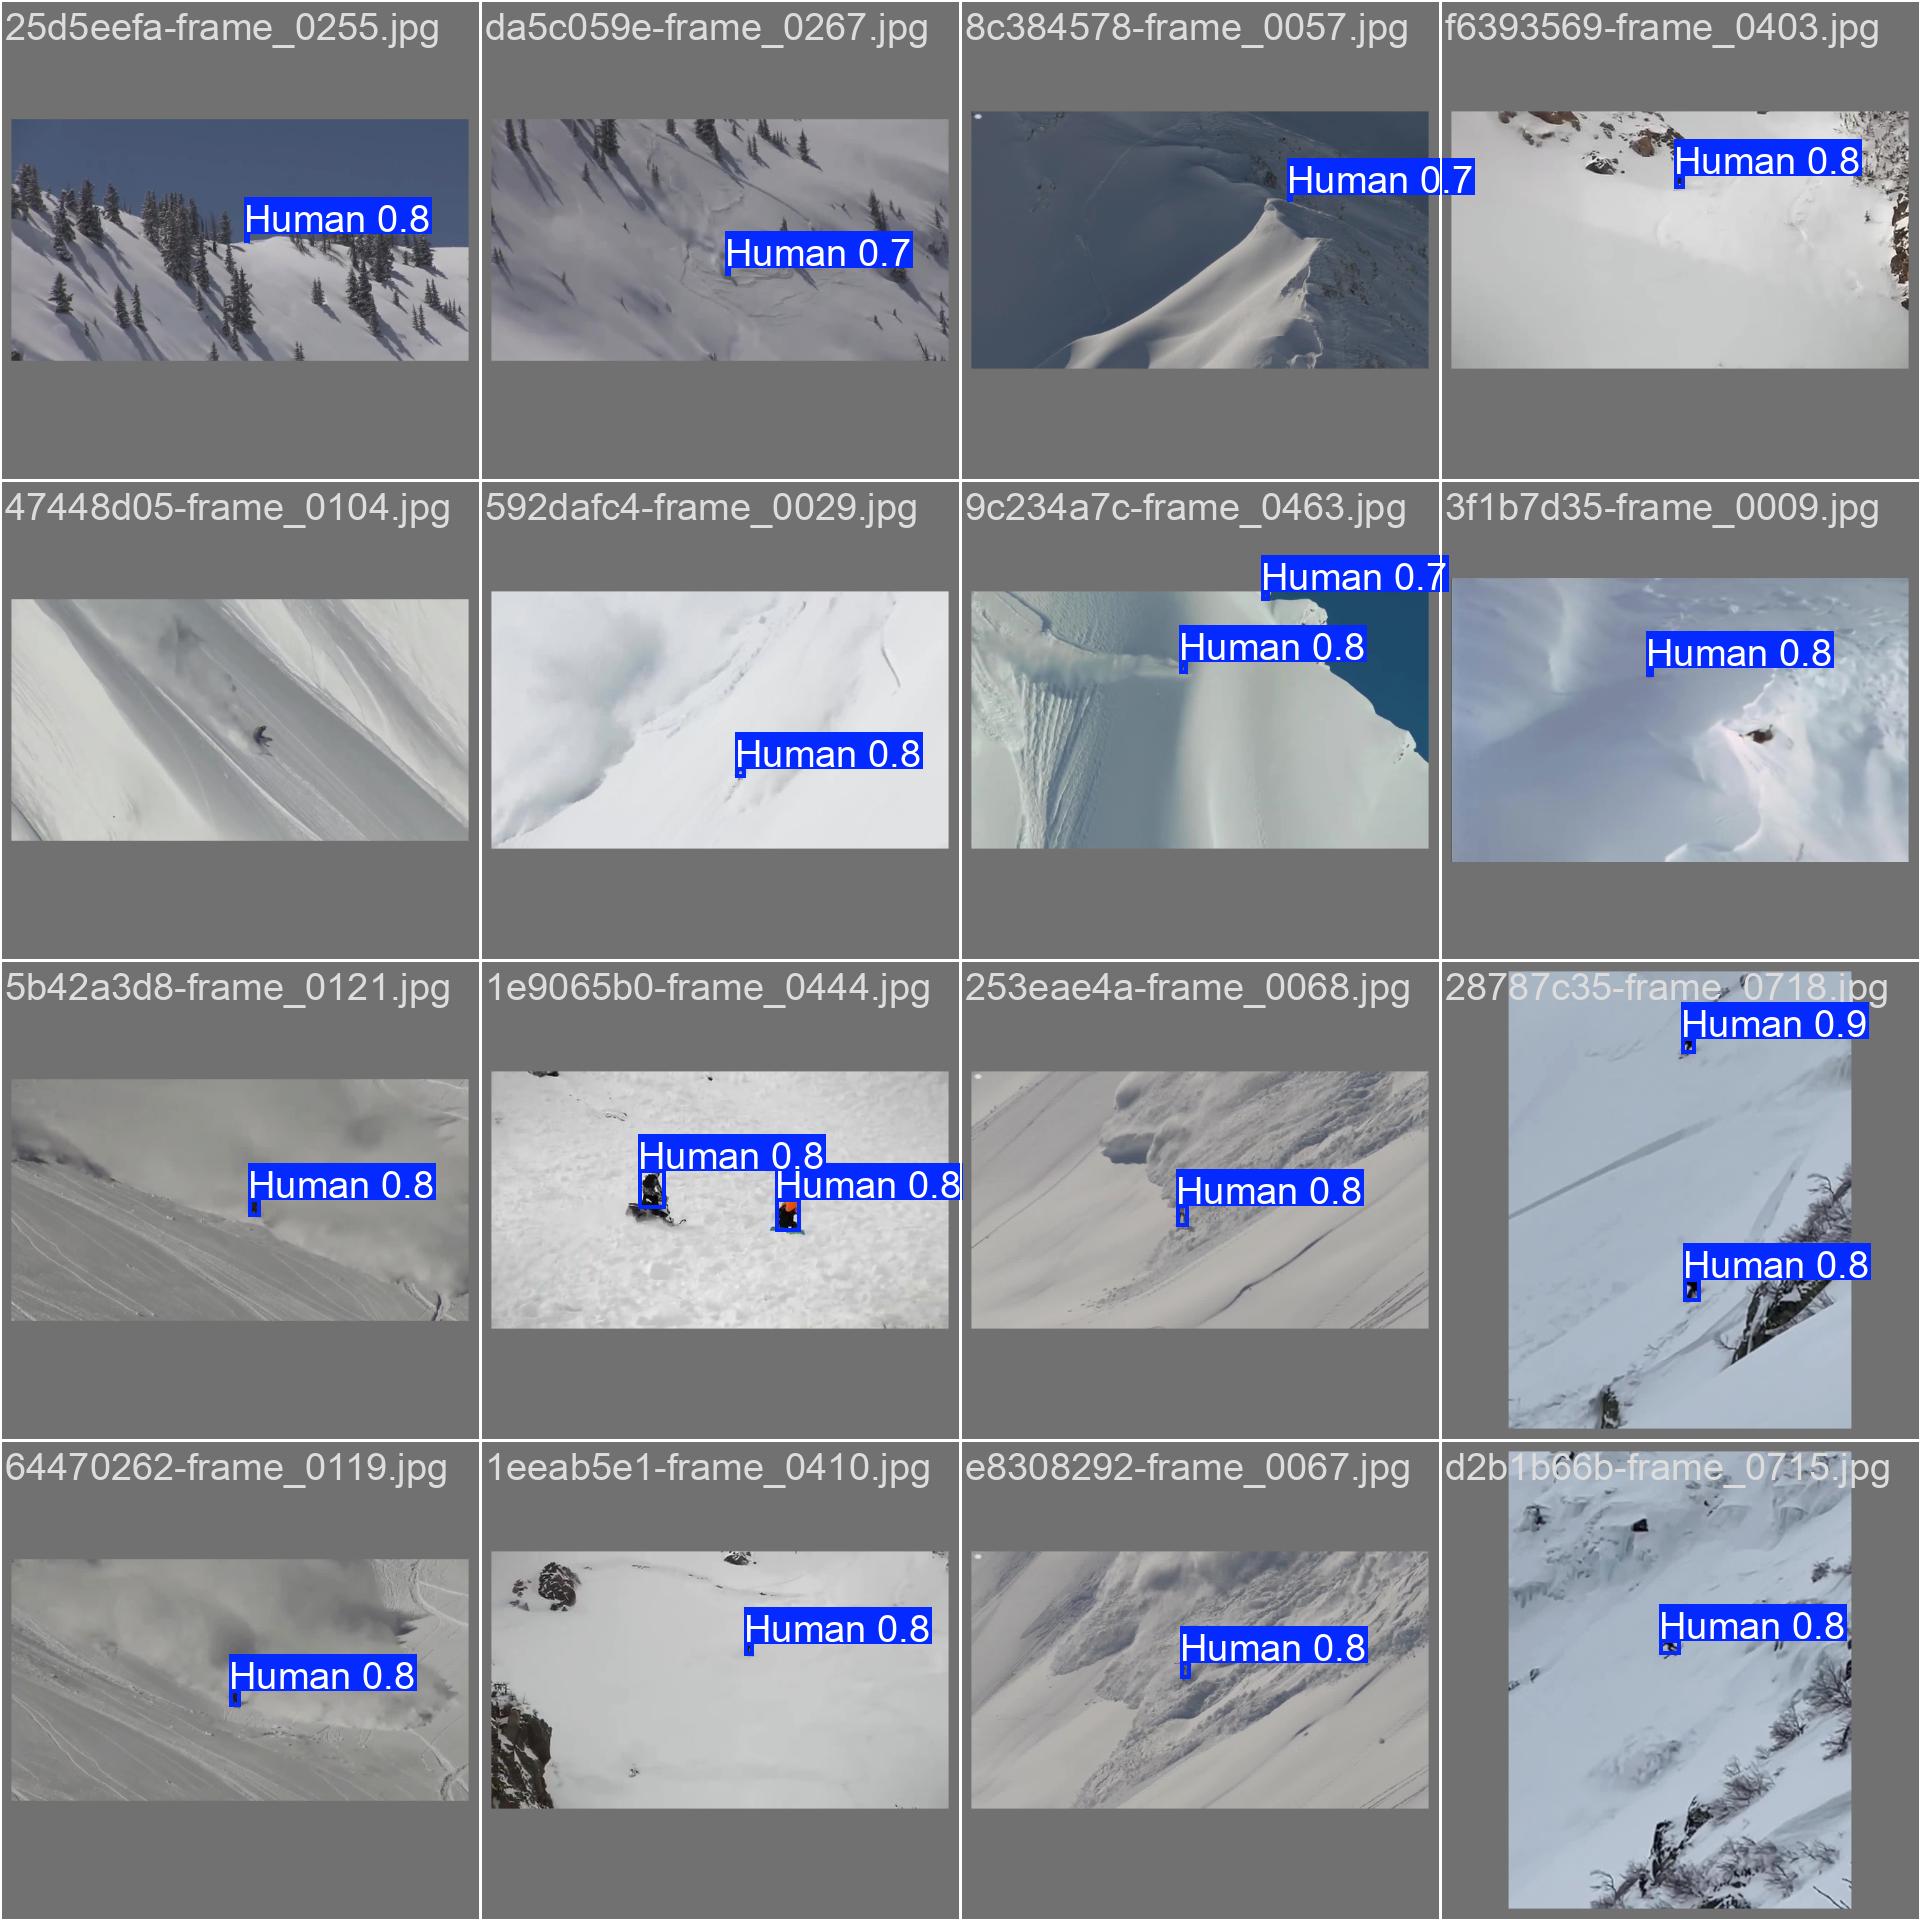 25d5eefa-frame_0255.jpg
da5c059e-frame_0267.jpg
8c384578-frame_0057.jpg
f6393569-frame_0403.jpg
Human 0.8
Human 0.7
Human 0.7
Human 0.8
47448d05-frame_0104.jpg
592dafc4-frame_0029.jpg
9c234a7c-frame_0463.jpg
3f1b7d35-frame_0009.jpg
Human 0.8
Human 0.7
Human 0.8
Human 0.8
5b42a3d8-frame_0121.jpg
1e9065b0-frame_0444.jpg
253eae4a-frame_0068.jpg
28787c35-frame_0718.jpg
Human 0.8
Human 0.8
Human 0.8
Human 0.8
Human 0.9
Human 0.8
64470262-frame_0119.jpg
1eeab5e1-frame_0410.jpg
e8308292-frame_0067.jpg
d2b1b66b-frame_0715.jpg
Human 0.8
Human 0.8
Human 0.8
Human 0.8